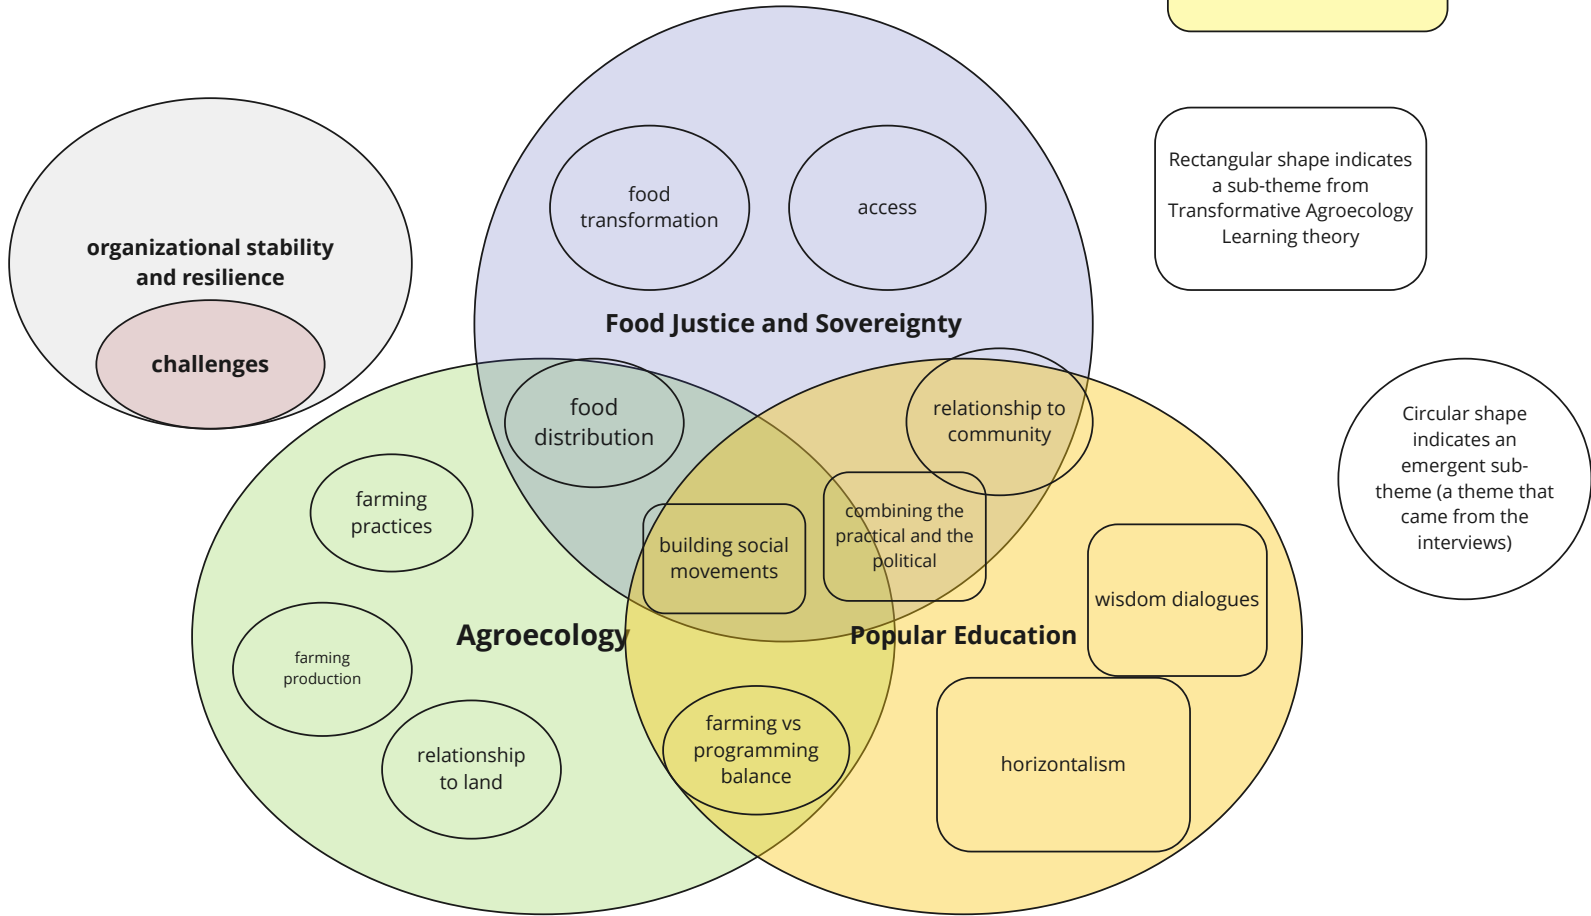 food
transformation
access
Rectangular shape indicates
a sub-theme from
Transformative Agroecology
Learning theory
organizational stability
and resilience
challenges
Food Justice and Sovereignty
food
distribution
relationship to
community
Circular shape
indicates an
emergent sub-
theme (a theme that
came from the
interviews)
farming
practices
building social
movements
combining the
practical and the
political
wisdom dialogues
Agroecology
Popular Education
farming
production
relationship
to land
farming vs
programming
balance
horizontalism